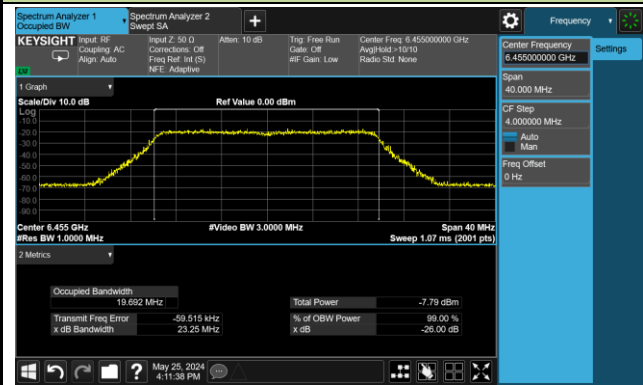 Spectrum Analyzer 1
Occupied BW
Spectrum Analyzer 2
Swept SA
+
Frequency
KEYSIGHT
Input: RF
Coupling: AC
Align: Auto
Input Z: 50 Ω
Corrections: Off
Freq Ref: Int (S)
NFE: Adaptive
Atten: 10 dB
Trig: Free Run
Gate: Off
#IF Gain: Low
Center Freq: 6.455000000 GHz
Avg|Hold:>10/10
Radio Std: None
LXI
Center Frequency
6.455000000 GHz
Settings
Span
40.000 MHz
CF Step
4.000000 MHz
Auto
Man
Freq Offset
0 Hz
1 Graph
Scale/Div 10.0 dB
Ref Value 0.00 dBm
Log
-10.0
-20.0
-30.0
-40.0
-50.0
-60.0
-70.0
-80.0
-90.0
Center 6.455 GHz
#Video BW 3.0000 MHz
Span 40 MHz
#Res BW 1.0000 MHz
Sweep 1.07 ms (2001 pts)
2 Metrics
Occupied Bandwidth
19.692 MHz
Total Power
-7.79 dBm
Transmit Freq Error
-59.515 kHz
% of OBW Power
99.00 %
x dB Bandwidth
23.25 MHz
x dB
-26.00 dB
?
May 25, 2024
4:11:38 PM